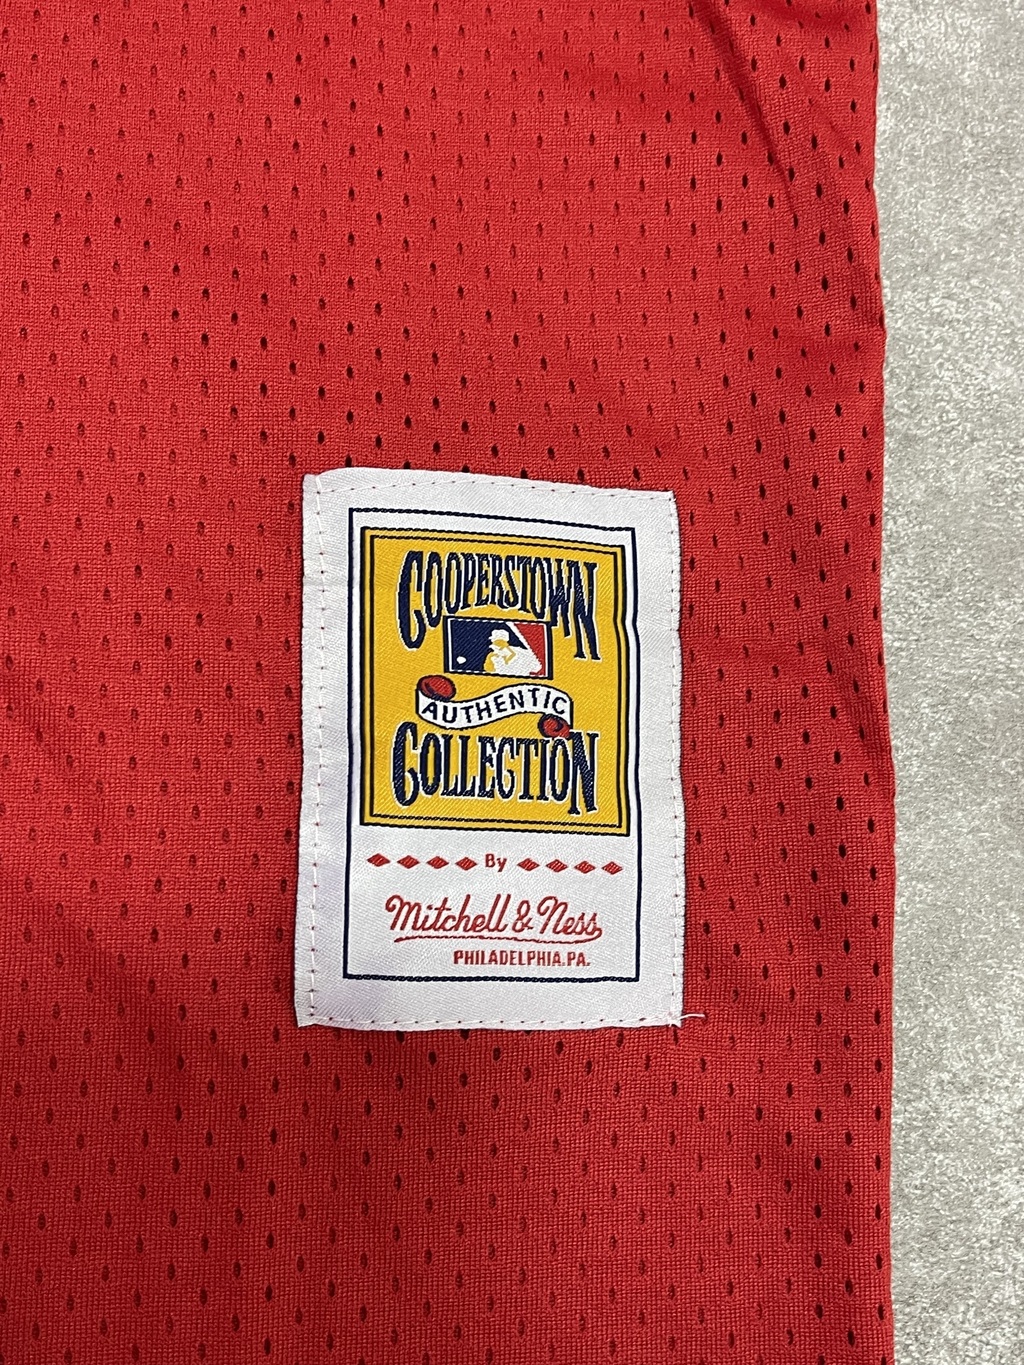 COOPERSTOWN
AUTHENTIC
COLLECTION
By
Mitchell & Ness
PHILADELPHIA, PA.